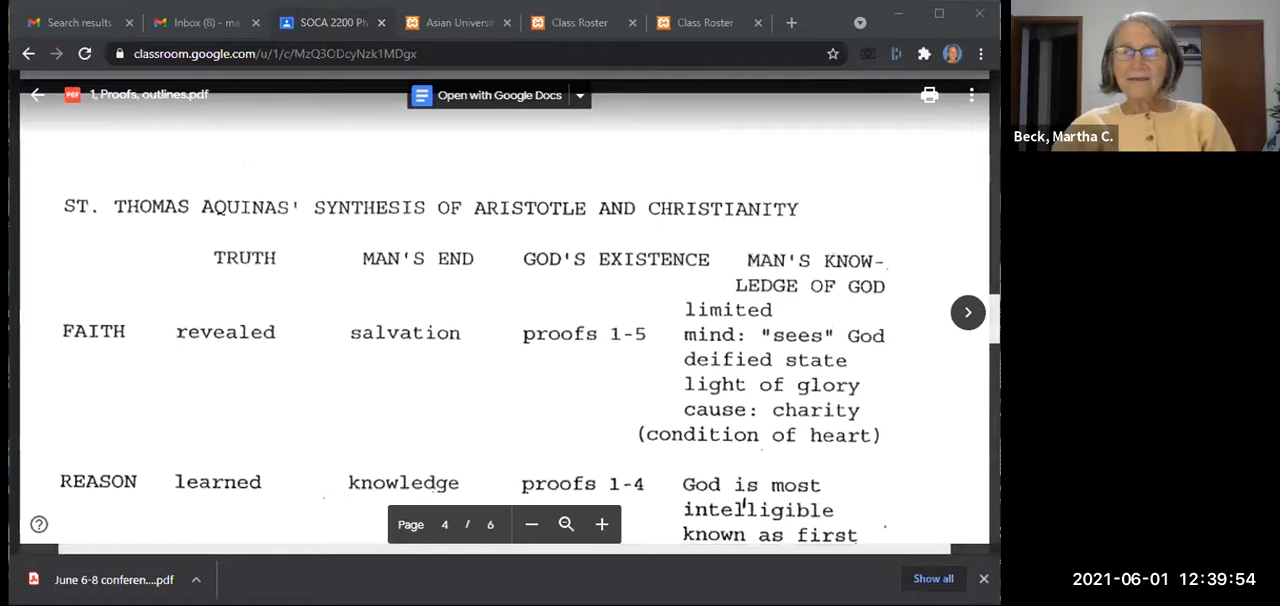 Search results
Inbox (8) - ma
SOCA 2200 Ph
Asian Universi
Class Roster
Class Roster
classroom.google.com/u/1/c/MzQ3ODcyNzk1MDgx
1, Proofs, outlines.pdf
Open with Google Docs
Beck, Martha C.
ST. THOMAS AQUINAS' SYNTHESIS OF ARISTOTLE AND CHRISTIANITY
TRUTH MAN'S END GOD'S EXISTENCE MAN'S KNOW-
LEDGE OF GOD
limited
FAITH revealed salvation proofs 1-5 mind: "sees" God
deified state
light of glory
cause: charity
(condition of heart)
REASON learned knowledge proofs 1-4 God is most
intelligible
known as first
Page 4 / 6
June 6-8 conferen....pdf
Show all
2021-06-01 12:39:54